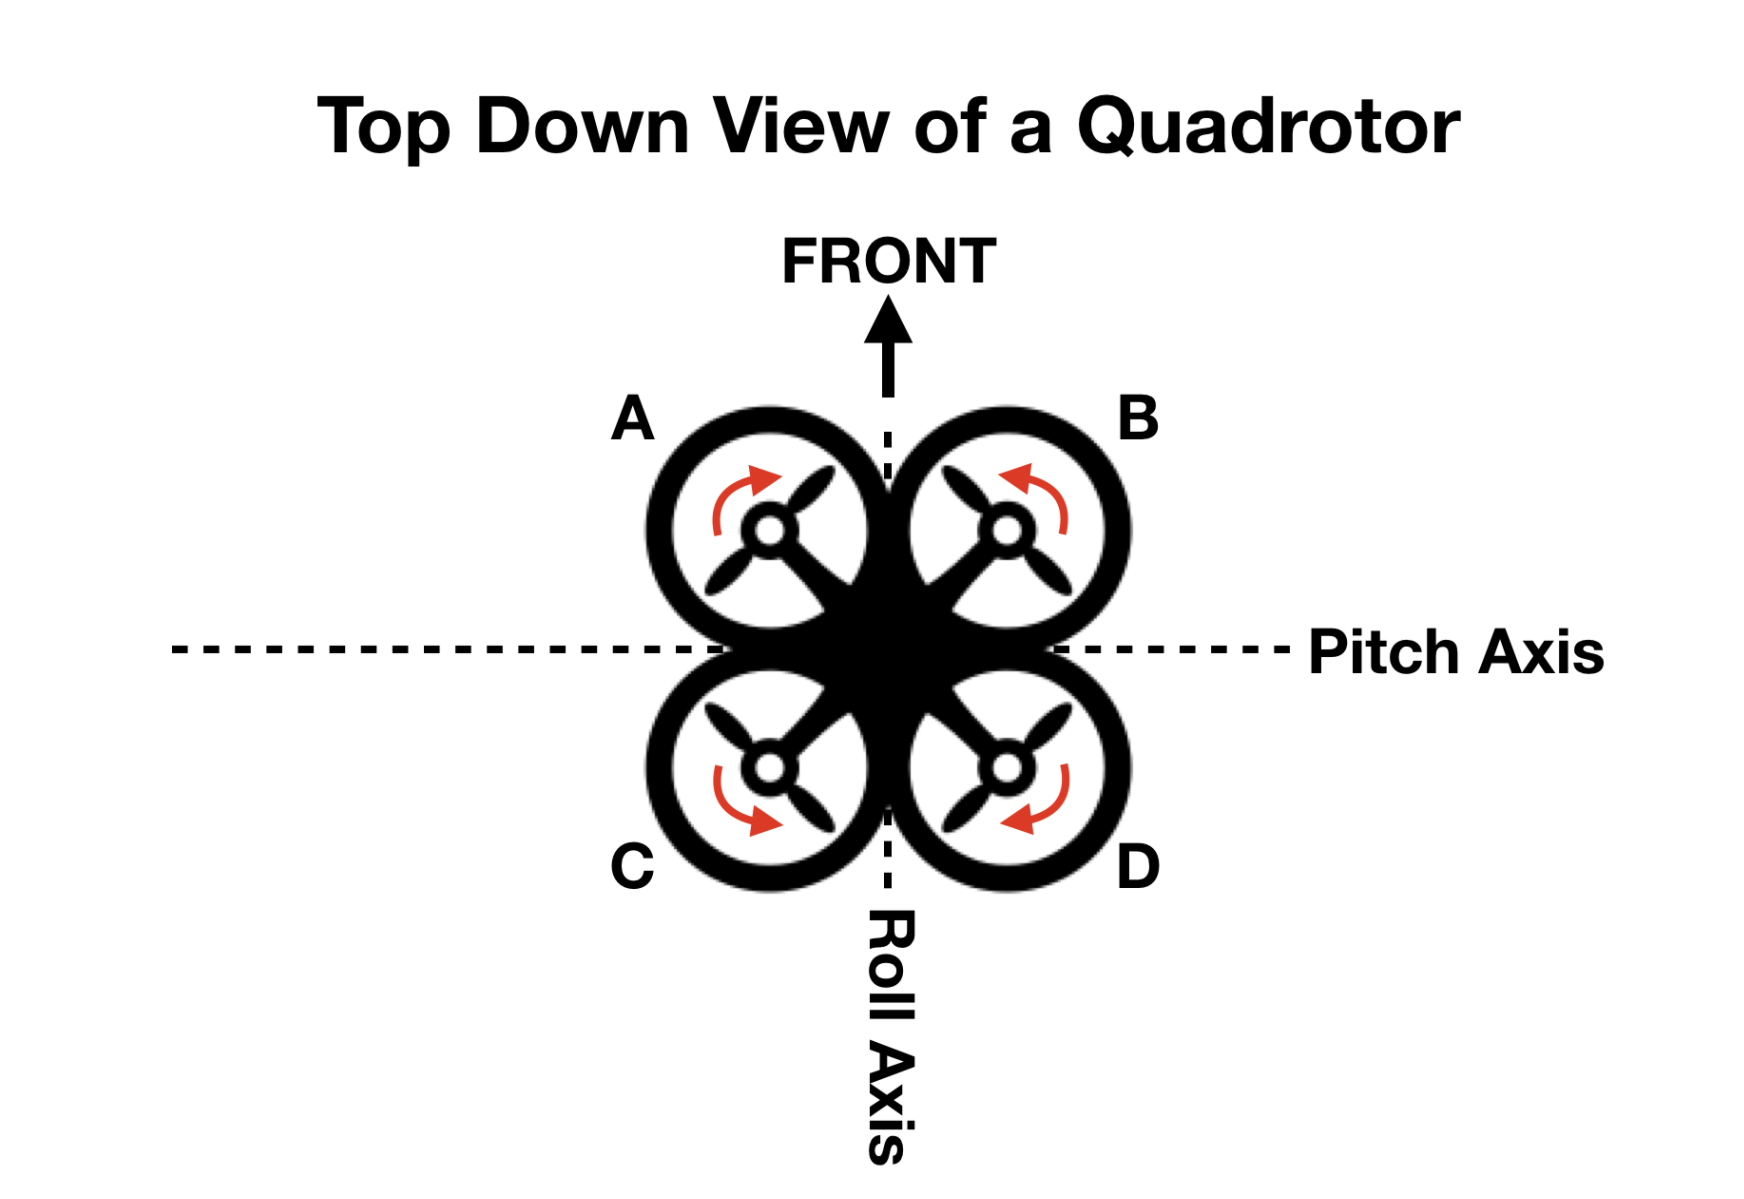 Top Down View of a Quadrotor
FRONT
A
B
Pitch Axis
C
D
Roll Axis